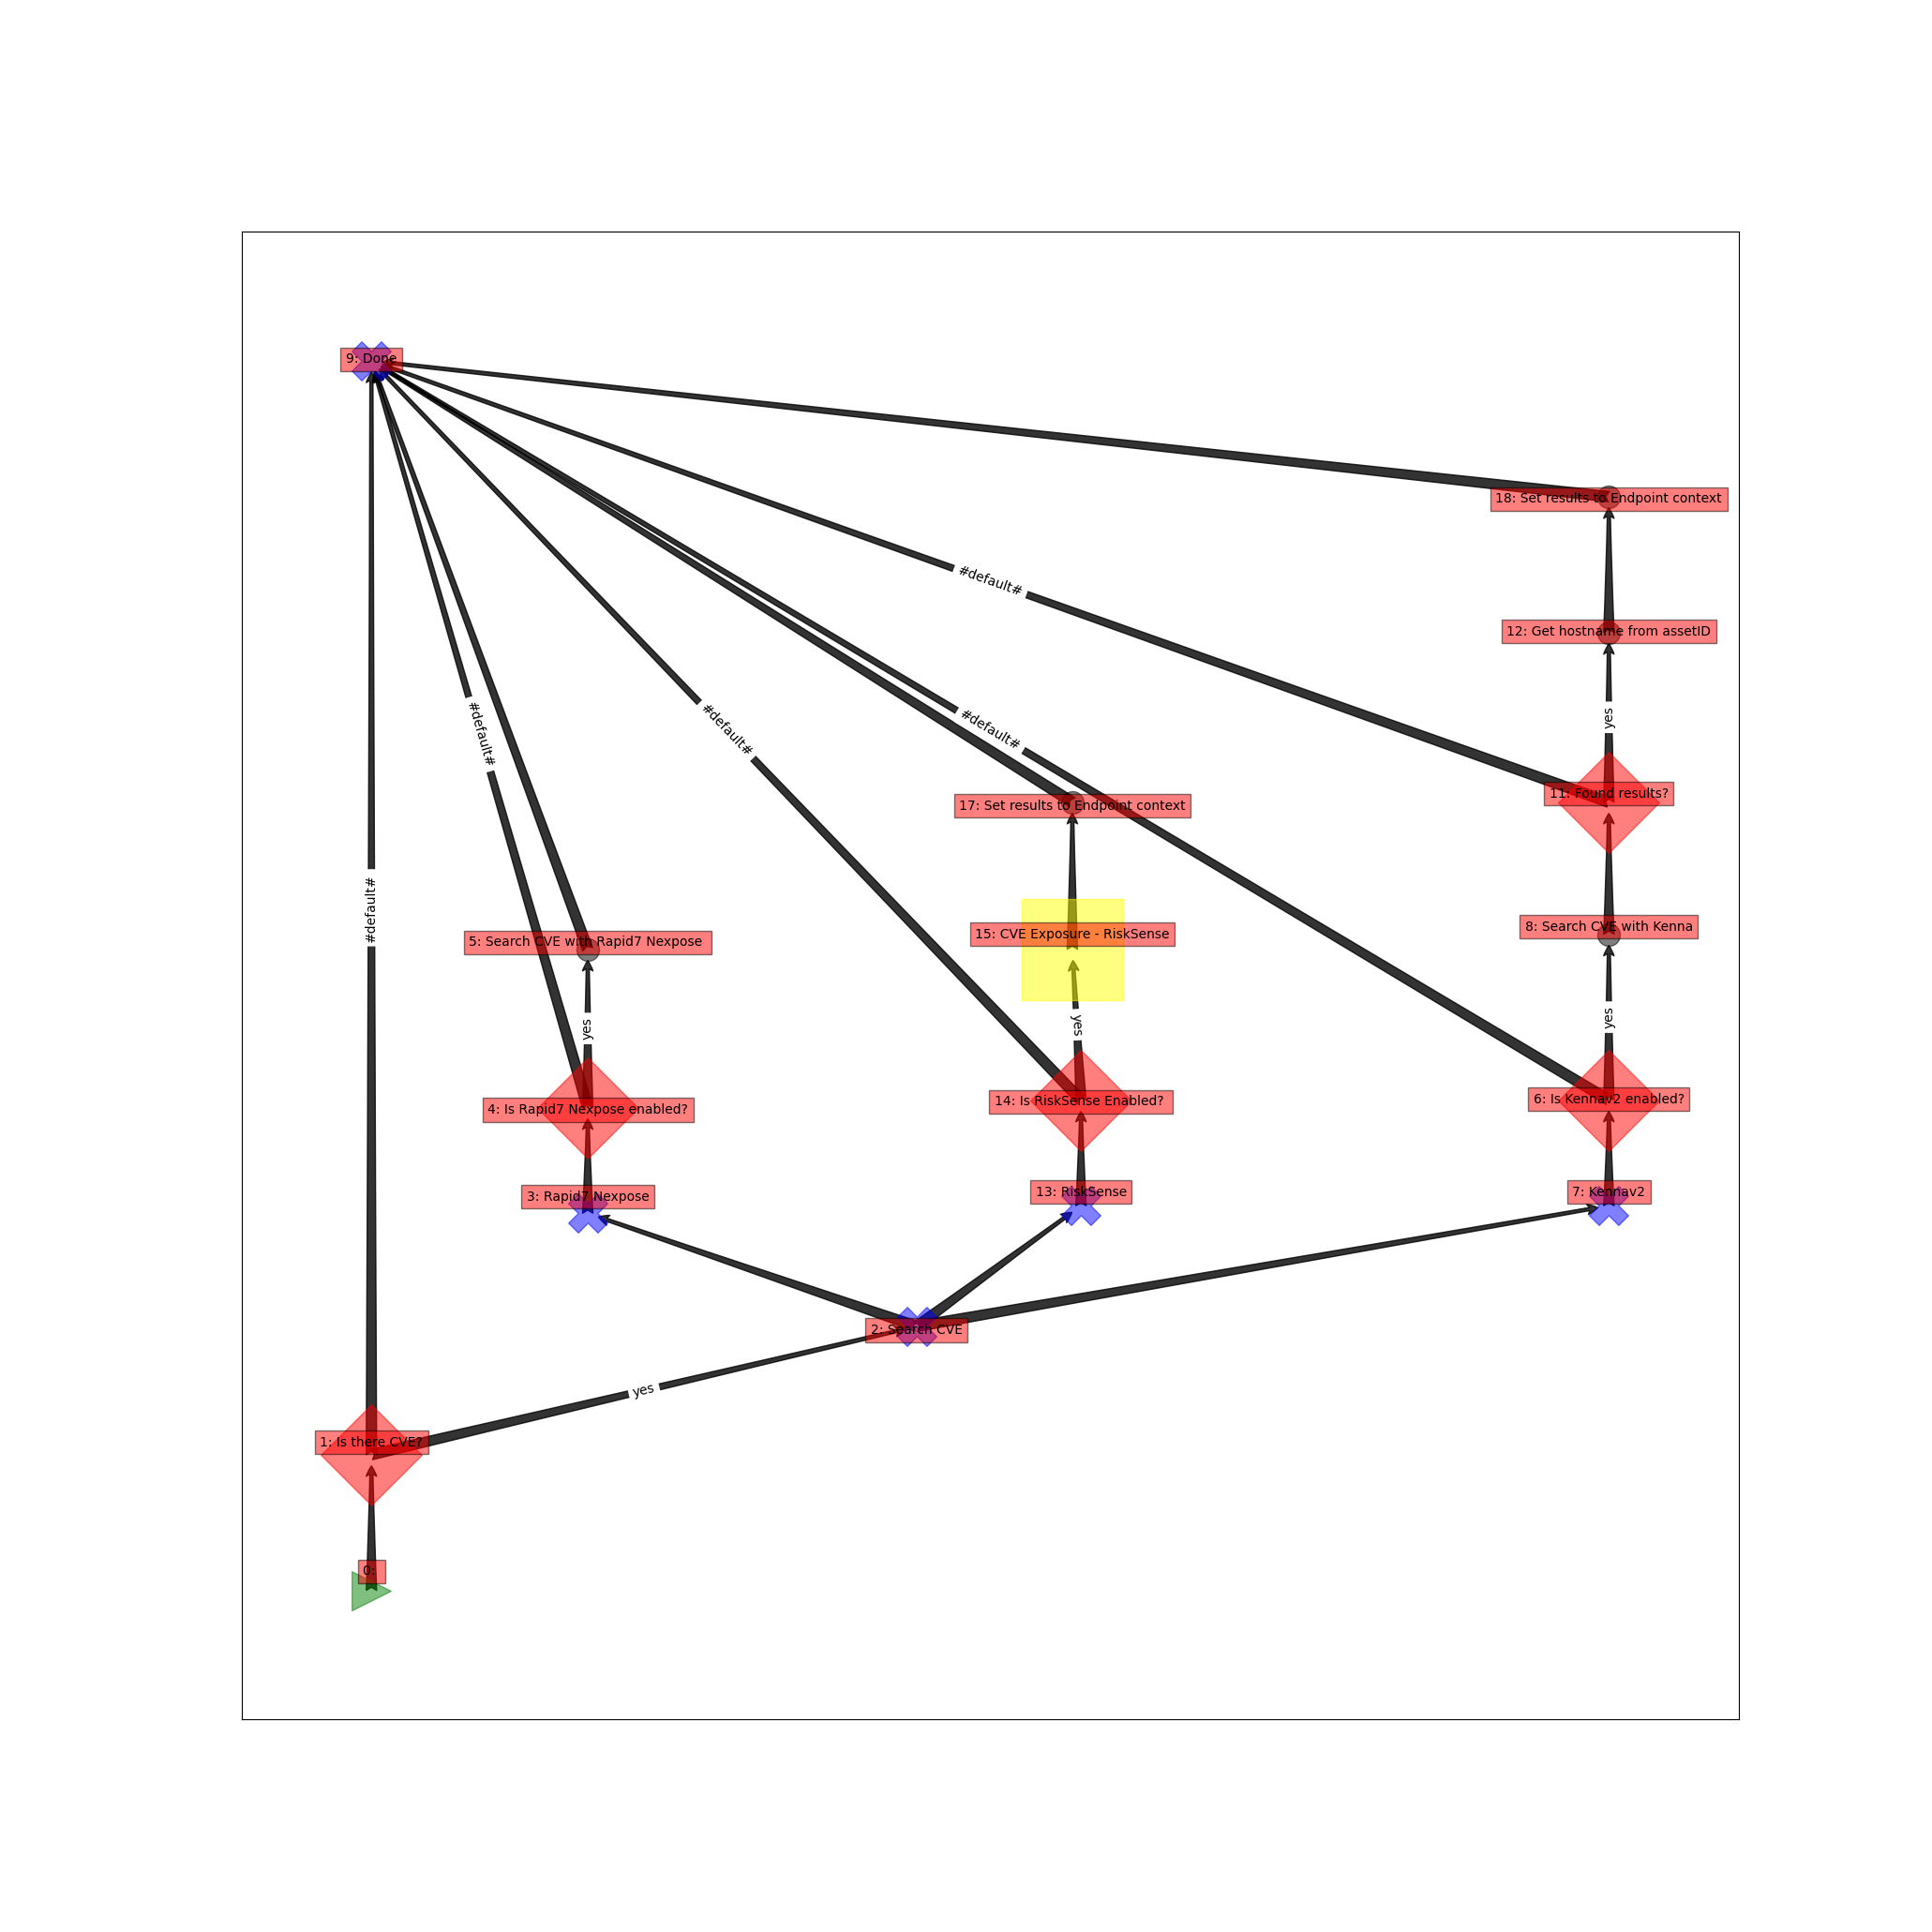 9: Done
18: Set results to Endpoint context
#default#
12: Get hostname from assetID
yes
#default#
#default#
#default#
11: Found results?
17: Set results to Endpoint context
#default#
8: Search CVE with Kenna
15: CVE Exposure - RiskSense
5: Search CVE with Rapid7 Nexpose
yes
yes
yes
6: Is Kennav2 enabled?
14: Is RiskSense Enabled?
4: Is Rapid7 Nexpose enabled?
7: Kennav2
13: RiskSense
3: Rapid7 Nexpose
2: Search CVE
yes
1: Is there CVE?
0: